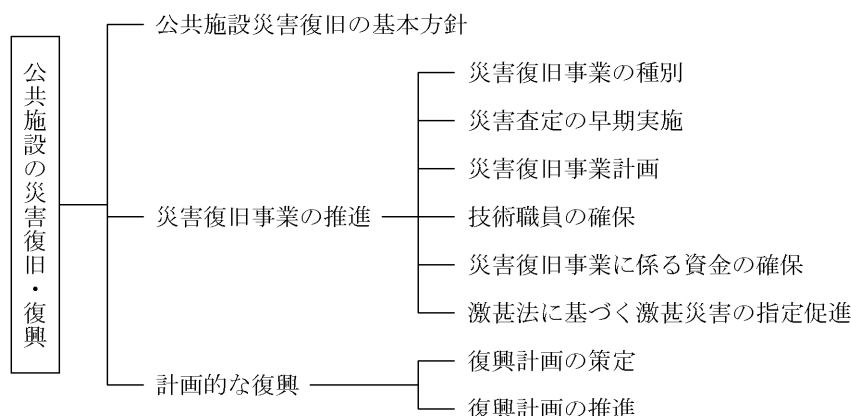 公共施設の災害復旧・復興
公共施設災害復旧の基本方針
災害復旧事業の推進
災害復旧事業の種別
災害査定の早期実施
災害復旧事業計画
技術職員の確保
災害復旧事業に係る資金の確保
激甚法に基づく激甚災害の指定促進
計画的な復興
復興計画の策定
復興計画の推進